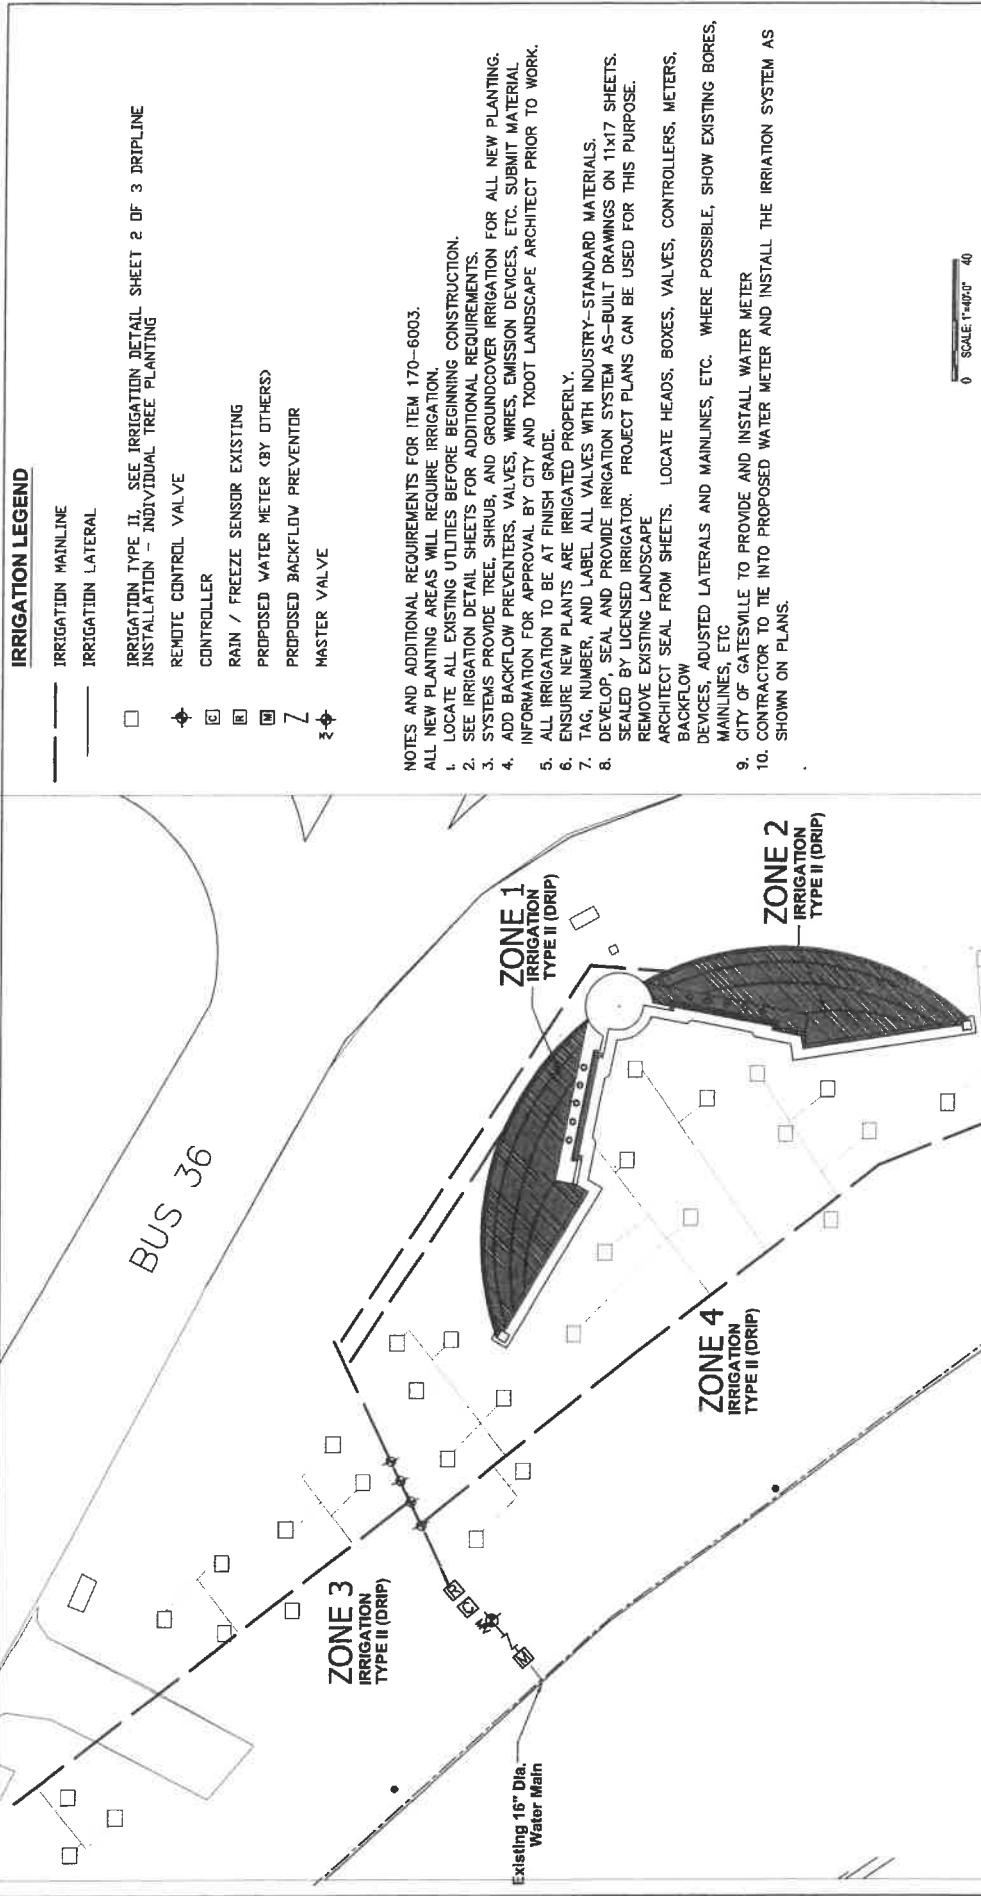 IRRIGATION LEGEND
IRRIGATION MAINLINE
IRRIGATION LATERAL
IRRIGATION TYPE II, SEE IRRIGATION DETAIL SHEET 2 OF 3 DRIPLINE
INSTALLATION - INDIVIDUAL TREE PLANTING
REMOTE CONTROL VALVE
C CONTROLLER
R RAIN / FREEZE SENSOR EXISTING
M PROPOSED WATER METER (BY OTHERS)
PROPOSED BACKFLOW PREVENTOR
MASTER VALVE
NOTES AND ADDITIONAL REQUIREMENTS FOR ITEM 170-6003.
ALL NEW PLANTING AREAS WILL REQUIRE IRRIGATION.
1. LOCATE ALL EXISTING UTLITIES BEFORE BEGINNING CONSTRUCTION.
2. SEE IRRIGATION DETAIL SHEETS FOR ADDITIONAL REQUIREMENTS.
3. SYSTEMS PROVIDE TREE, SHRUB, AND GROUNDCOVER IRRIGATION FOR ALL NEW PLANTING.
4. ADD BACKFLOW PREVENTERS, VALVES, WIRES, EMISSION DEVICES, ETC. SUBMIT MATERIAL
INFORMATION FOR APPROVAL BY CITY AND TXDOT LANDSCAPE ARCHITECT PRIOR TO WORK.
5. ALL IRRIGATION TO BE AT FINISH GRADE.
6. ENSURE NEW PLANTS ARE IRRIGATED PROPERLY.
7. TAG, NUMBER, AND LABEL ALL VALVES WITH INDUSTRY-STANDARD MATERIALS.
8. DEVELOP, SEAL AND PROVIDE IRRIGATION SYSTEM AS-BUILT DRAWINGS ON 11x17 SHEETS.
SEALED BY LICENSED IRRIGATOR. PROJECT PLANS CAN BE USED FOR THIS PURPOSE.
REMOVE EXISTING LANDSCAPE
ARCHITECT SEAL FROM SHEETS. LOCATE HEADS, BOXES, VALVES, CONTROLLERS, METERS,
BACKFLOW
DEVICES, ADUSTED LATERALS AND MAINLINES, ETC. WHERE POSSIBLE, SHOW EXISTING BORES,
MAINLINES, ETC
9. CITY OF GATESVILLE TO PROVIDE AND INSTALL WATER METER
10. CONTRACTOR TO TIE INTO PROPOSED WATER METER AND INSTALL THE IRRIATION SYSTEM AS
SHOWN ON PLANS.
0 SCALE: 1"=40'-0" 40
BUS 36
ZONE 1
IRRIGATION
TYPE II (DRIP)
ZONE 2
IRRIGATION
TYPE II (DRIP)
ZONE 3
IRRIGATION
TYPE II (DRIP)
ZONE 4
IRRIGATION
TYPE II (DRIP)
R
C
M
Existing 16" Dia.
Water Main